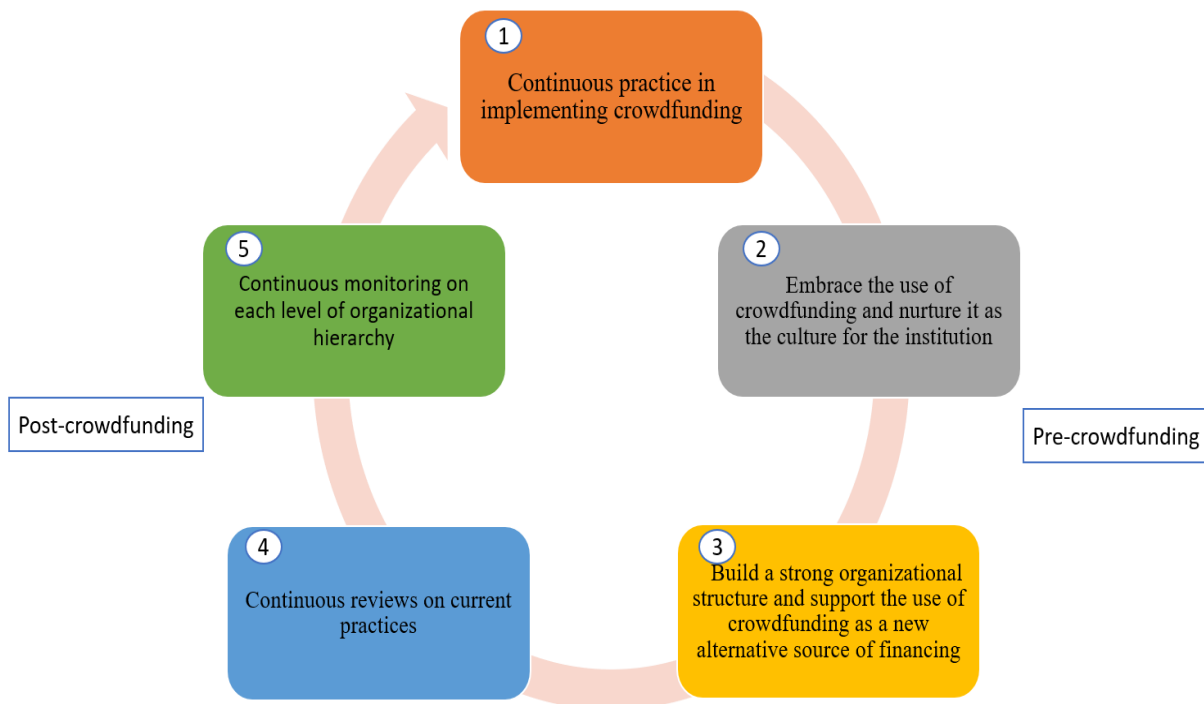 1
Continuous practice in
implementing crowdfunding
2
Embrace the use of
crowdfunding and nurture it as
the culture for the institution
Pre-crowdfunding
3
Build a strong organizational
structure and support the use of
crowdfunding as a new
alternative source of financing
4
Continuous reviews on current
practices
5
Continuous monitoring on
each level of organizational
hierarchy
Post-crowdfunding